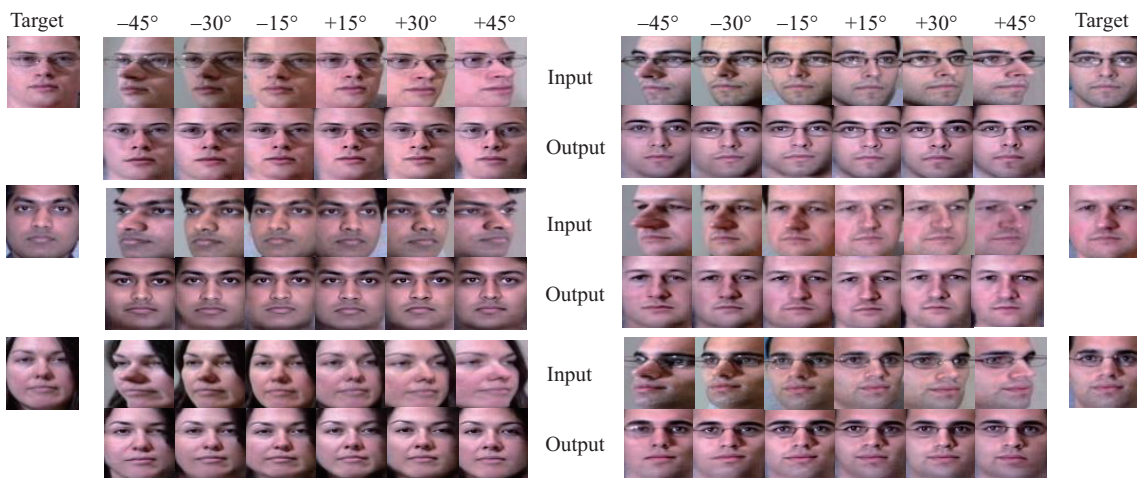 Target −45° −30° −15° +15° +30° +45° −45° −30° −15° +15° +30° +45° Target
Input
Output
Input
Output
Input
Output